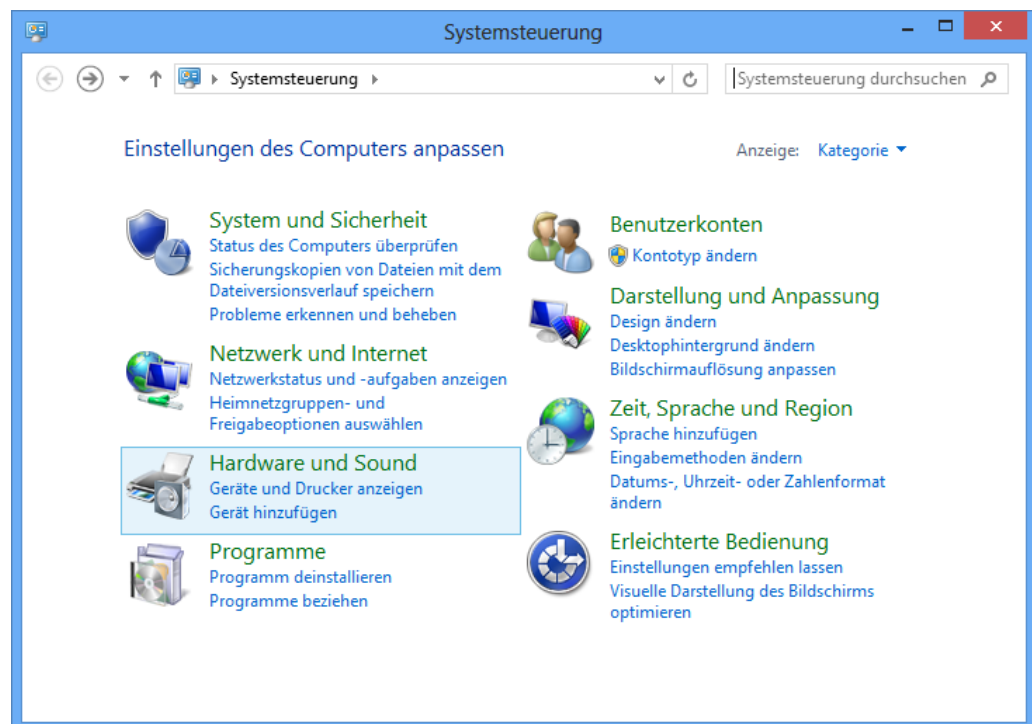 Systemsteuerung
Systemsteuerung
Systemsteuerung durchsuchen
Einstellungen des Computers anpassen
Anzeige: Kategorie
System und Sicherheit
Status des Computers überprüfen
Sicherungskopien von Dateien mit dem
Dateiversionsverlauf speichern
Probleme erkennen und beheben
Netzwerk und Internet
Netzwerkstatus und -aufgaben anzeigen
Heimnetzgruppen- und
Freigabeoptionen auswählen
Hardware und Sound
Geräte und Drucker anzeigen
Gerät hinzufügen
Programme
Programm deinstallieren
Programme beziehen
Benutzerkonten
Kontotyp ändern
Darstellung und Anpassung
Design ändern
Desktophintergrund ändern
Bildschirmauflösung anpassen
Zeit, Sprache und Region
Sprache hinzufügen
Eingabemethoden ändern
Datums-, Uhrzeit- oder Zahlenformat
ändern
Erleichterte Bedienung
Einstellungen empfehlen lassen
Visuelle Darstellung des Bildschirms
optimieren